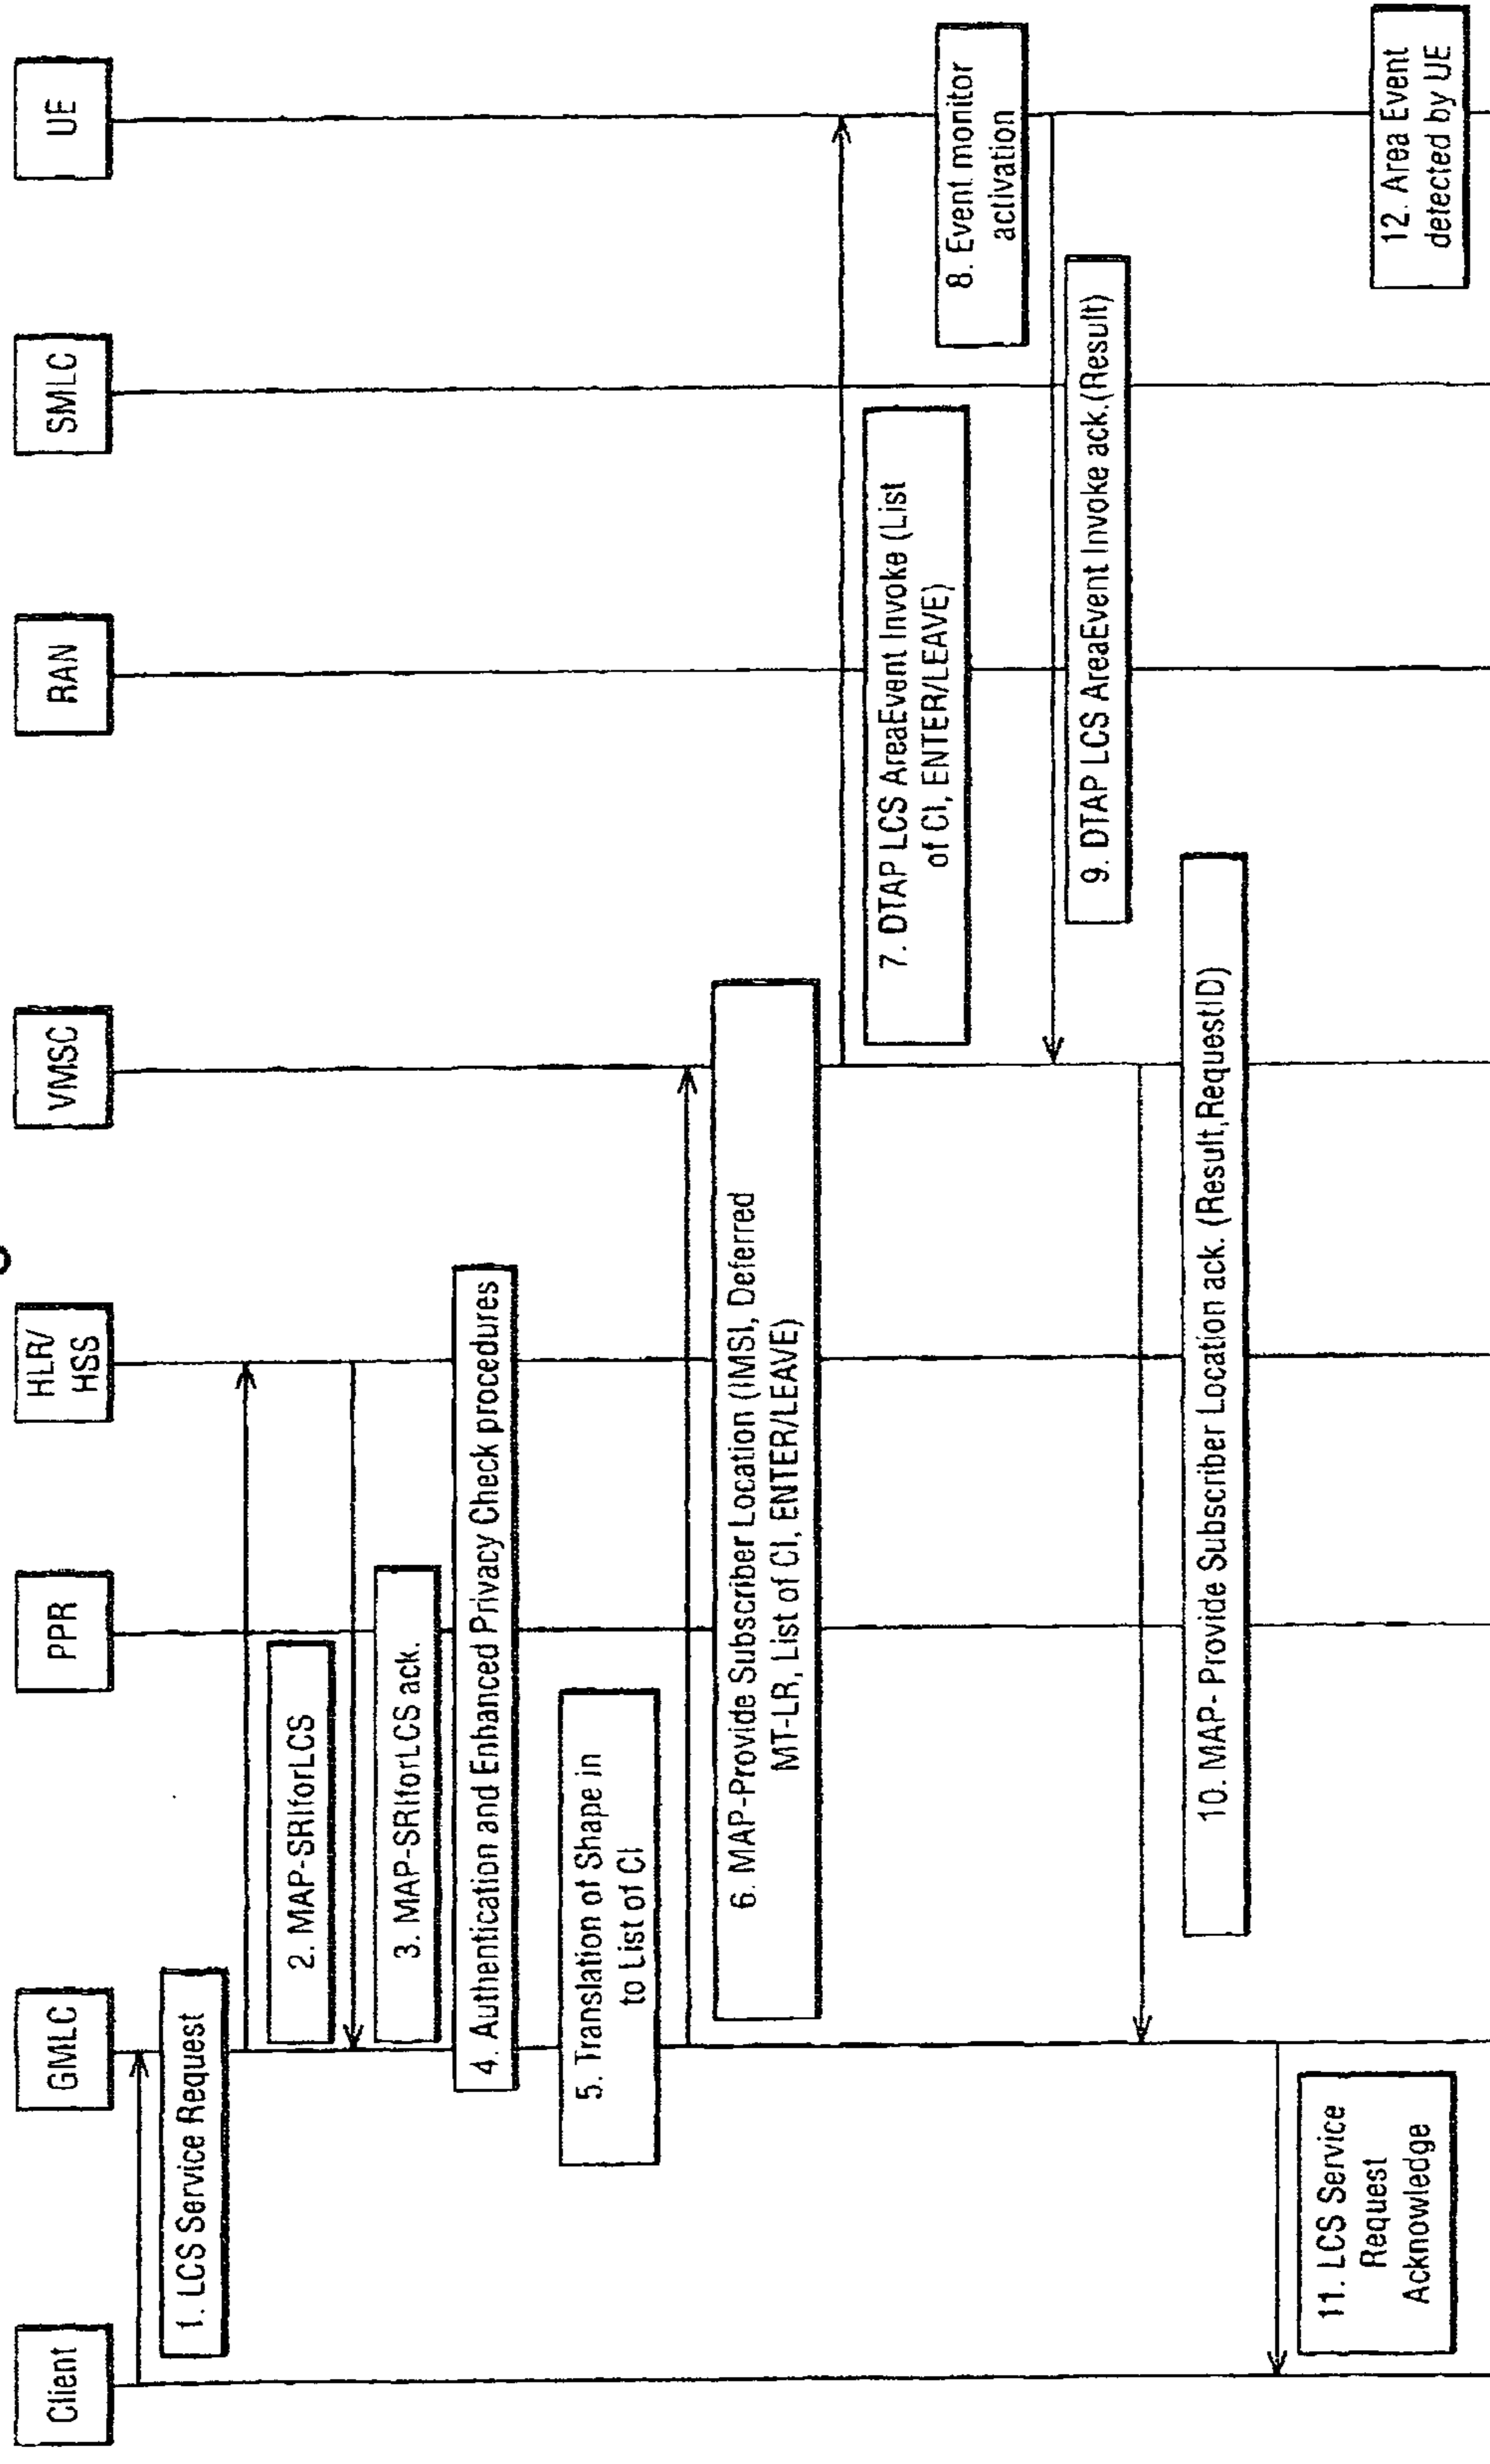 Client
GMLC
PPR
HLR/
HSS
VMSC
RAN
SMLC
UE
1. LCS Service Request
2. MAP-SRIforLCS
3. MAP-SRIforLCS ack.
4. Authentication and Enhanced Privacy Check procedures
5. Translation of Shape in
to List of CI
6. MAP-Provide Subscriber Location (IMSI, Deferred
MT-LR, List of CI, ENTER/LEAVE)
7. DTAP LCS AreaEvent Invoke (List
of CI, ENTER/LEAVE)
8. Event monitor
activation
9. DTAP LCS AreaEvent Invoke ack.(Result)
10. MAP- Provide Subscriber Location ack. (Result,RequestID)
11. LCS Service
Request
Acknowledge
12. Area Event
detected by UE